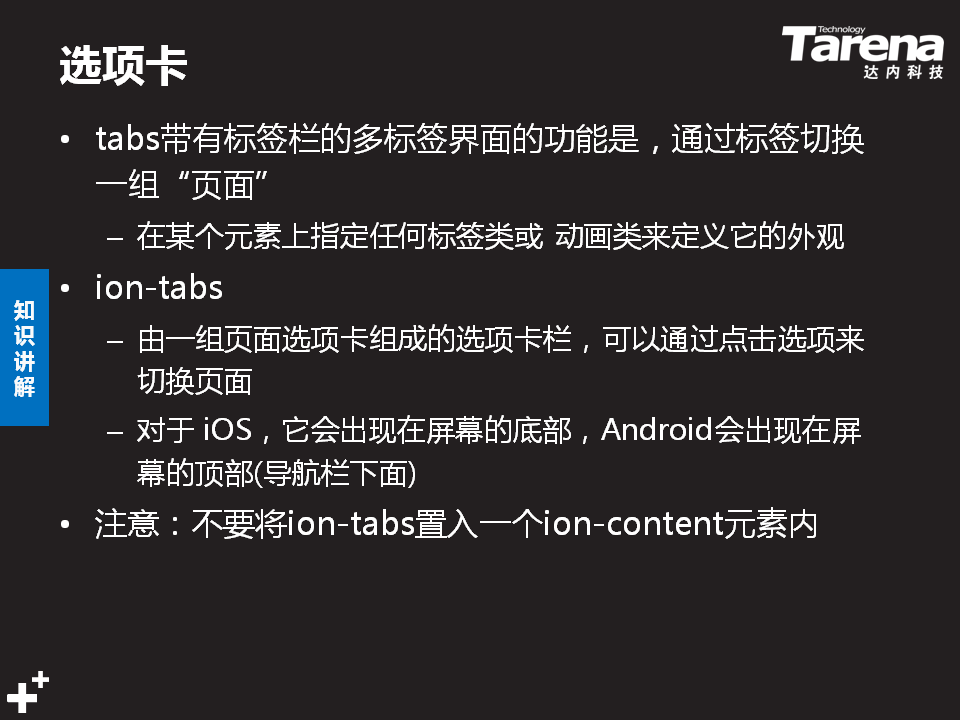 选项卡
Technology
Tarena
达内科技
• tabs带有标签栏的多标签界面的功能是，通过标签切换
一组“页面”
– 在某个元素上指定任何标签类或 动画类来定义它的外观
• ion-tabs
– 由一组页面选项卡组成的选项卡栏，可以通过点击选项来
切换页面
– 对于 iOS，它会出现在屏幕的底部，Android会出现在屏
幕的顶部(导航栏下面)
• 注意：不要将ion-tabs置入一个ion-content元素内
知
识
讲
解